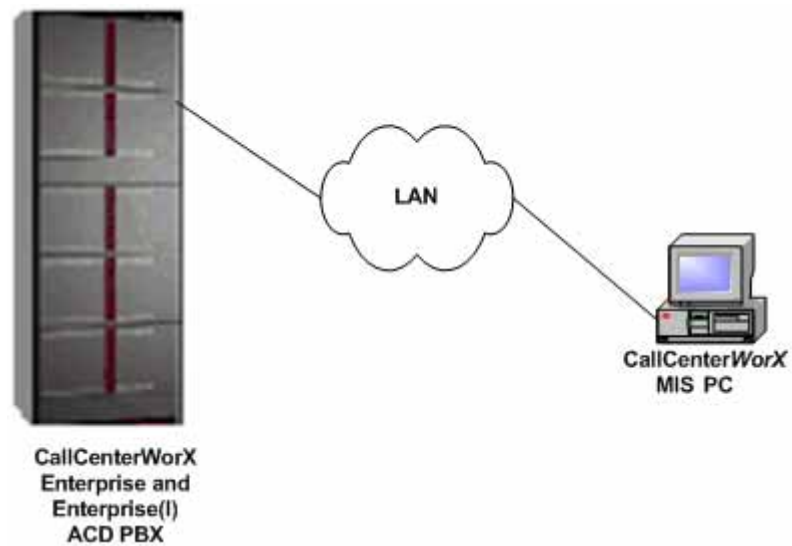 LAN
CallCenterWorX
MIS PC
CallCenterWorX
Enterprise and
Enterprise(I)
ACD PBX